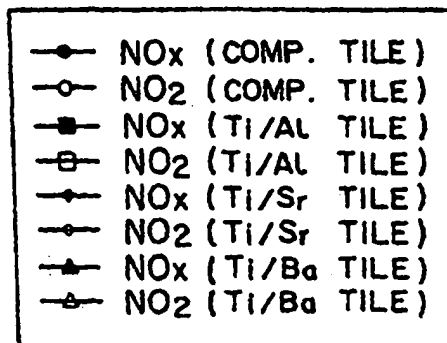 NOx (COMP. TILE)
NO2 (COMP. TILE)
NOx (Ti/Al TILE)
NO2 (Ti/Al TILE)
NOx (Ti/Sr TILE)
NO2 (Ti/Sr TILE)
NOx (Ti/Ba TILE)
NO2 (Ti/Ba TILE)